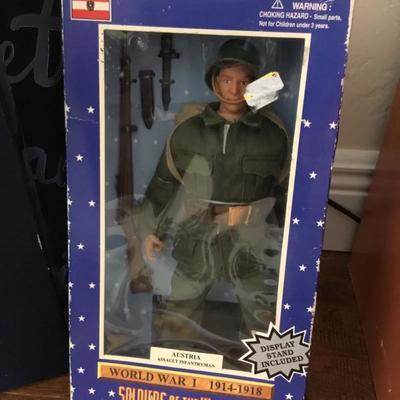 WARNING:
CHOKING HAZARD - Small parts.
Not for Children under 3 years.
AUSTRIA
ASSAULT INFANTRYMAN
DISPLAY
STAND
INCLUDED
WORLD WAR I 1914-1918
SOLDIERS OF THE